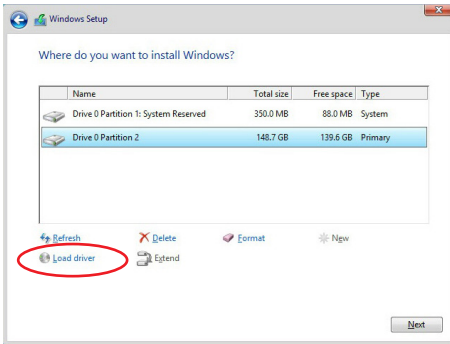 Windows Setup
Where do you want to install Windows?
Name Total size Free space Type
Drive 0 Partition 1: System Reserved 350.0 MB 88.0 MB System
Drive 0 Partition 2 148.7 GB 139.6 GB Primary
Refresh Delete Format New
Load driver Extend
Next